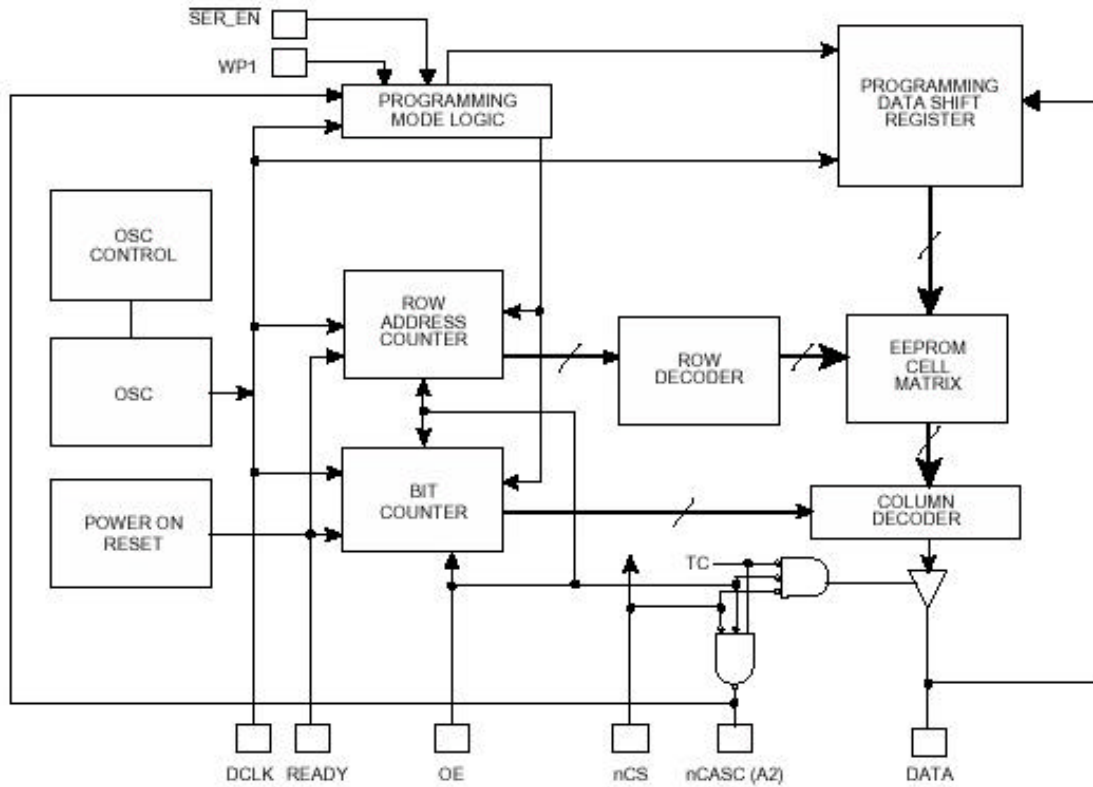 SER_EN
WP1
PROGRAMMING
MODE LOGIC
PROGRAMMING
DATA SHIFT
REGISTER
OSC
CONTROL
ROW
ADDRESS
COUNTER
ROW
DECODER
EEPROM
CELL
MATRIX
OSC
BIT
COUNTER
COLUMN
DECODER
POWER ON
RESET
TC
DCLK
READY
OE
nCS
nCASC (A2)
DATA